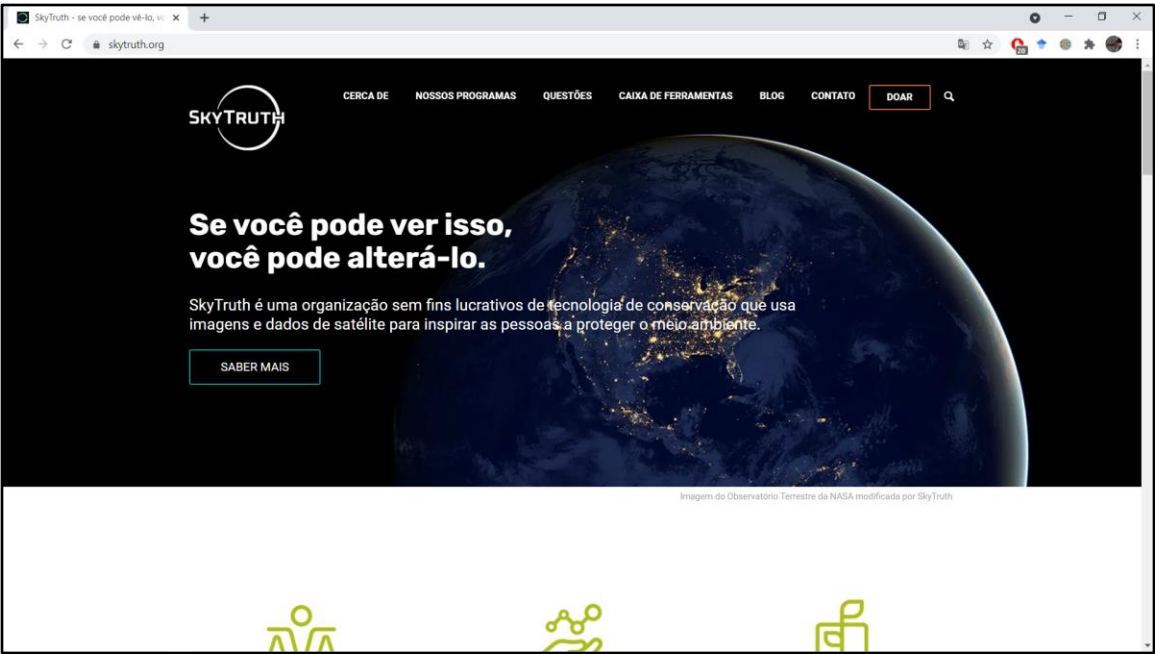 SkyTruth - se você pode vê-lo, vo
skytruth.org
20
SKYTRUTH
CERCA DE
NOSSOS PROGRAMAS
QUESTÕES
CAIXA DE FERRAMENTAS
BLOG
CONTATO
DOAR
Se você pode ver isso,
você pode alterá-lo.
SkyTruth é uma organização sem fins lucrativos de tecnologia de conservação que usa
imagens e dados de satélite para inspirar as pessoas a proteger o meio ambiente.
SABER MAIS
Imagem do Observatório Terrestre da NASA modificada por SkyTruth